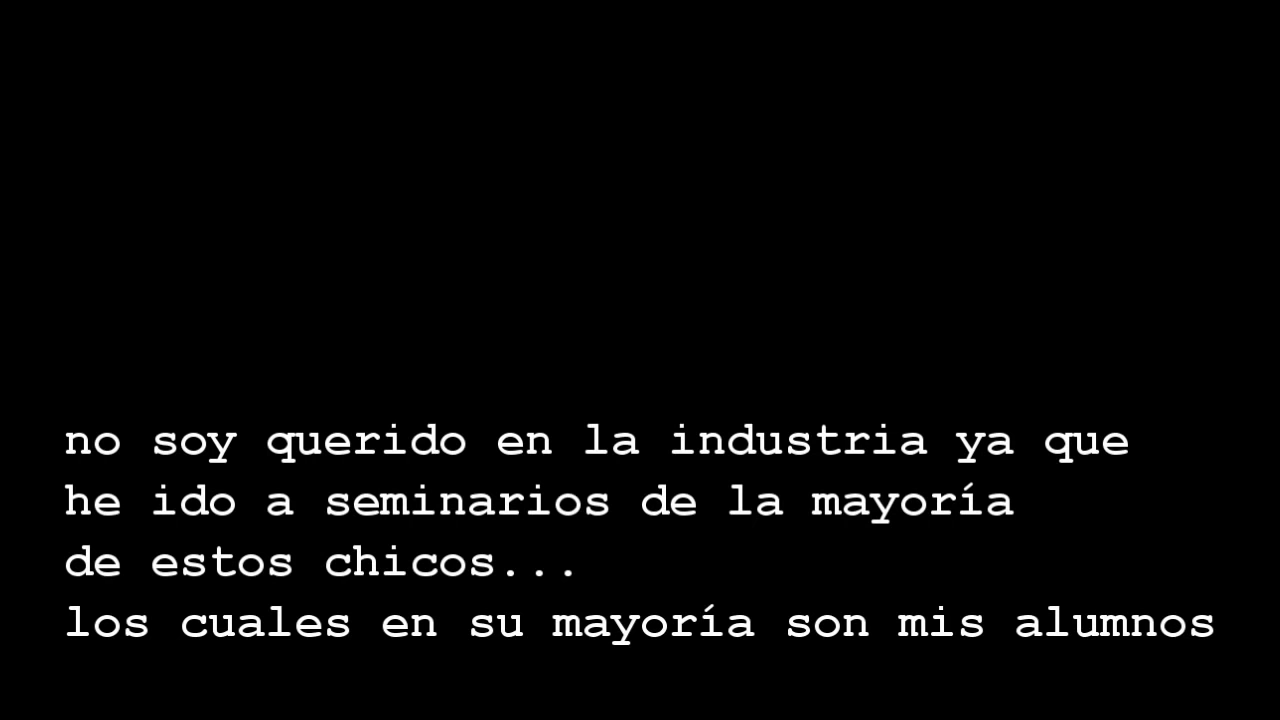 no soy querido en la industria ya que
he ido a seminarios de la mayoría
de estos chicos...
los cuales en su mayoría son mis alumnos